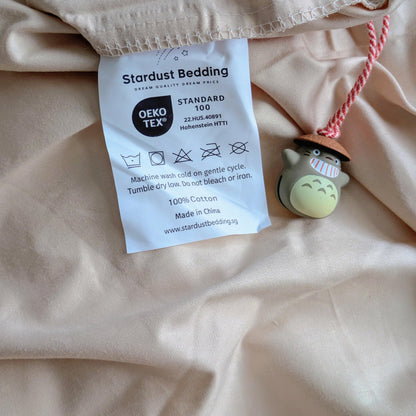 Stardust Bedding
DREAM QUALITY DREAM PRICE
OEKO
TEX®
STANDARD
100
22.HUS.40891
Hohenstein HTTI
Machine wash cold on gentle cycle.
Tumble dry low. Do not bleach or iron.
100% Cotton
Made in China
www.stardustbedding.sg